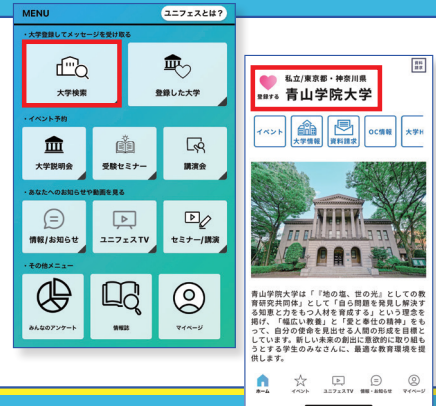 MENU
ユニフェスとは?
・大学登録してメッセージを受け取る
大学検索
登録した大学
・イベント予約
大学説明会
受験セミナー
講演会
・あなたへのお知らせや動画を見る
情報/お知らせ
ユニフェスTV
セミナー/講演
・その他メニュー
みんなのアンケート
情報誌
マイページ
資料
請求
私立/東京都・神奈川県
登録する 青山学院大学
イベント
大学情報
資料請求
OC情報
大学H
青山学院大学は「『地の塩、世の光』としての教
育研究共同体」として「自ら問題を発見し解決す
る知恵と力をもつ人材を育成する」という理念を
掲げ、「幅広い教養」と「愛と奉仕の精神」をも
って、自分の使命を見出せる人間の形成を目標と
しています。新しい未来の創出に意欲的に取り組も
うとする学生のみなさんに、最適な教育環境を提
供します。
ホーム
イベント
ユニフェスTV
情報・お知らせ
マイページ